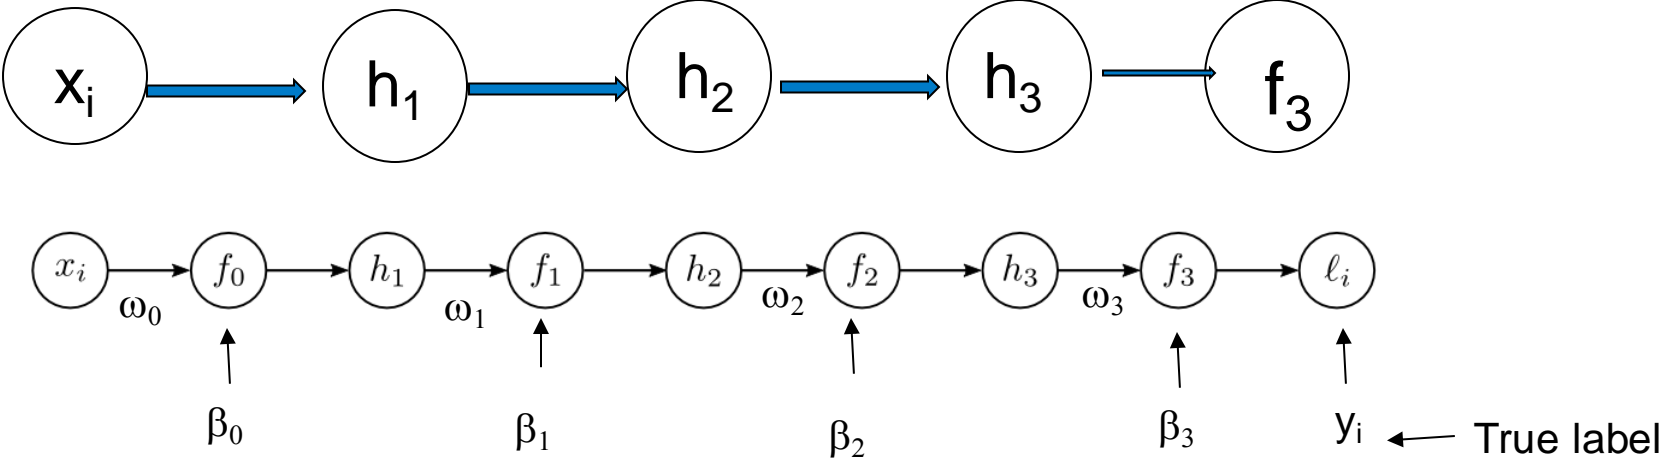 xᵢ h₁ h₂ h₃ f₃
xᵢ f₀ h₁ f₁ h₂ f₂ h₃ f₃ ℓᵢ
ω₀ ω₁ ω₂ ω₃
β₀ β₁ β₂ β₃ yᵢ True label